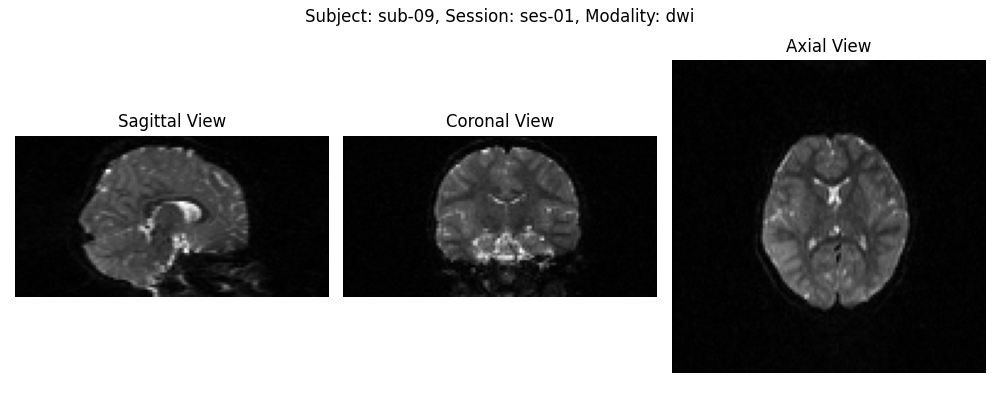 Subject: sub-09, Session: ses-01, Modality: dwi
Sagittal View
Coronal View
Axial View